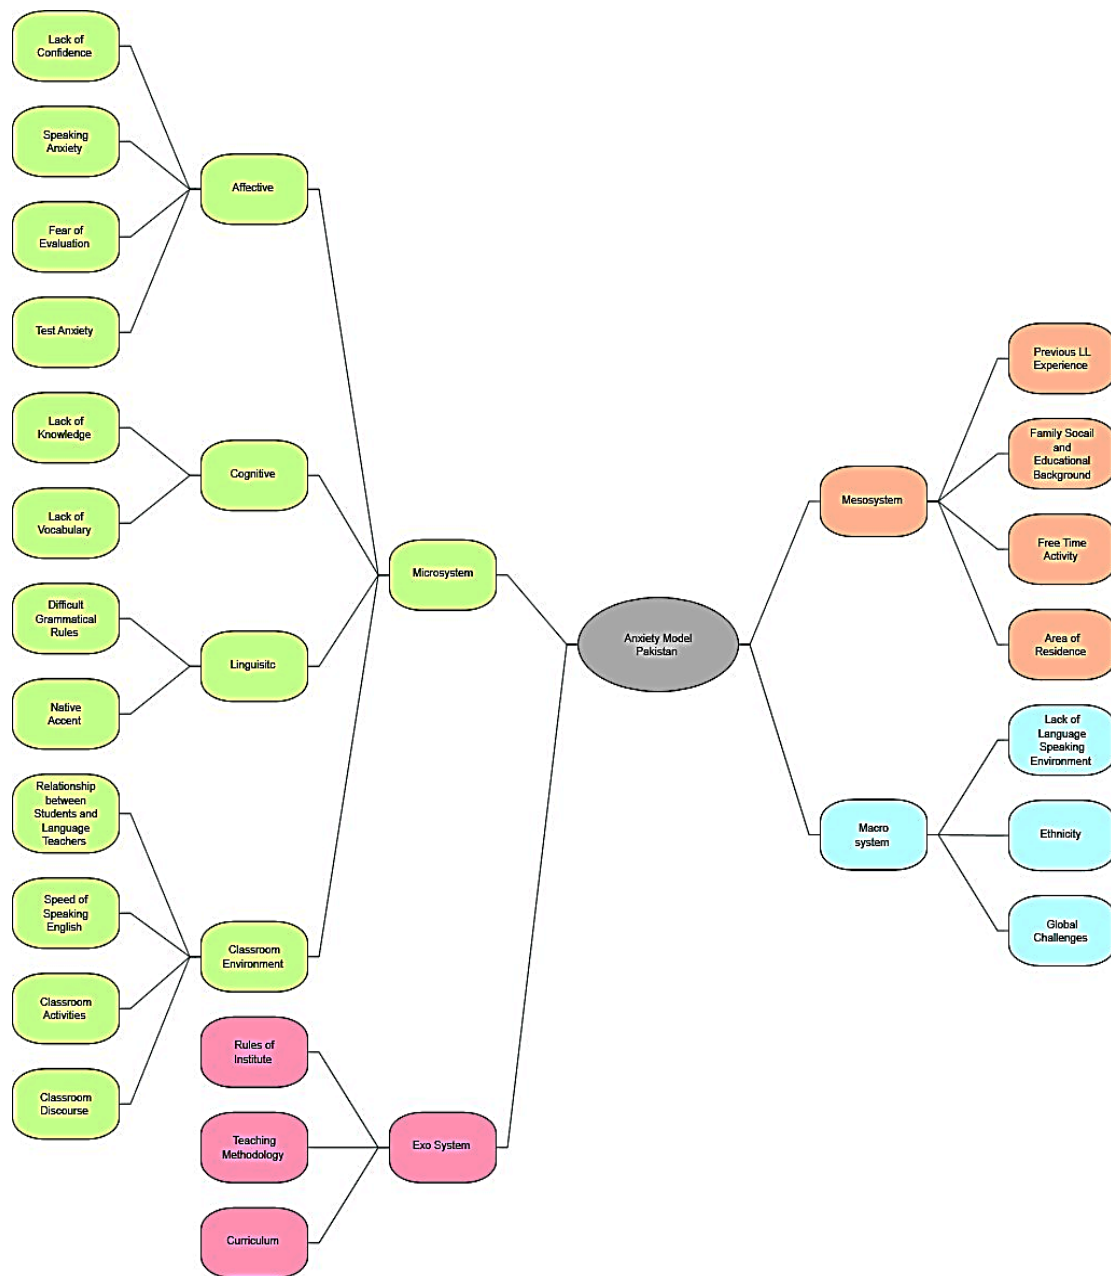 Lack of
Confidence
Speaking
Anxiety
Fear of
Evaluation
Test Anxiety
Affective
Lack of
Knowledge
Lack of
Vocabulary
Cognitive
Difficult
Grammatical
Rules
Native
Accent
Linguisitc
Relationship
between
Students and
Language
Teachers
Speed of
Speaking
English
Classroom
Activities
Classroom
Discourse
Classroom
Environment
Microsystem
Rules of
Institute
Teaching
Methodology
Curriculum
Exo System
Anxiety Model
Pakistan
Mesosystem
Previous LL
Experience
Family Socail
and
Educational
Background
Free Time
Activity
Area of
Residence
Macro
system
Lack of
Language
Speaking
Environment
Ethnicity
Global
Challenges